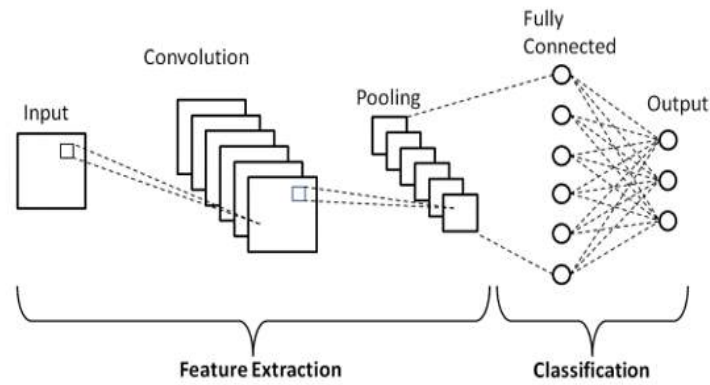 Input
Convolution
Pooling
Fully
Connected
Output
Feature Extraction
Classification